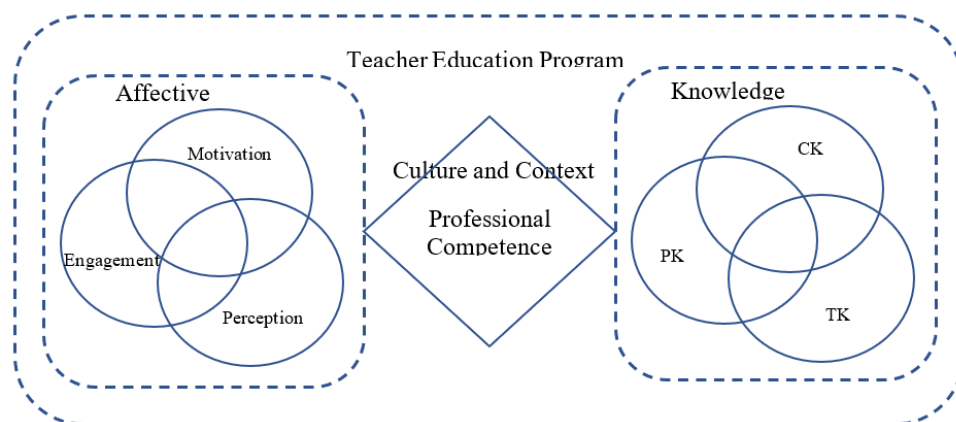 Teacher Education Program
Affective
Knowledge
Motivation
Engagement
Perception
Culture and Context
Professional
Competence
CK
PK
TK